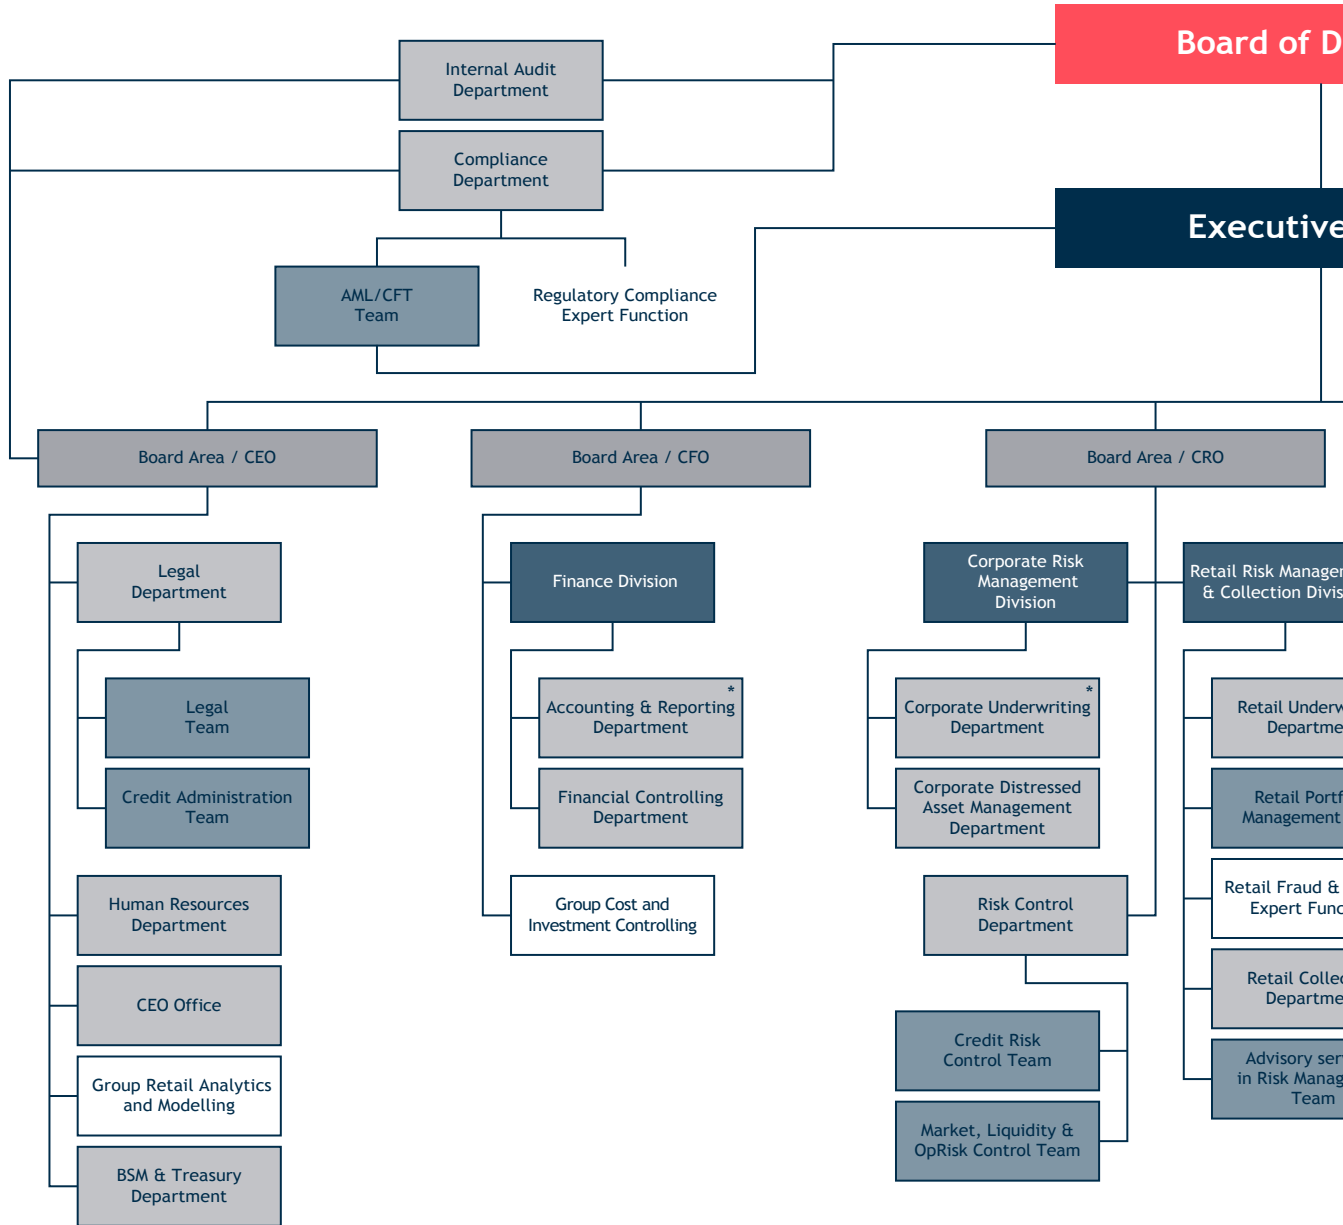 Board of D
Internal Audit
Department
Compliance
Department
Executive
AML/CFT
Team
Regulatory Compliance
Expert Function
Board Area / CEO
Board Area / CFO
Board Area / CRO
Legal
Department
Legal
Team
Credit Administration
Team
Human Resources
Department
CEO Office
Group Retail Analytics
and Modelling
BSM & Treasury
Department
Finance Division
*
Accounting & Reporting
Department
Financial Controlling
Department
Group Cost and
Investment Controlling
Corporate Risk
Management
Division
*
Corporate Underwriting
Department
Corporate Distressed
Asset Management
Department
Risk Control
Department
Credit Risk
Control Team
Market, Liquidity &
OpRisk Control Team
Retail Risk Manager
& Collection Divis
Retail Underw
Departme
Retail Portf
Management
Retail Fraud &
Expert Func
Retail Collec
Departme
Advisory ser
in Risk Manag
Team